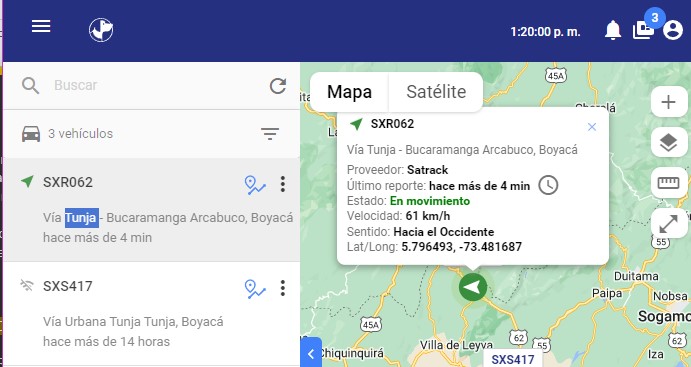 1:20:00 p. m.
3
Buscar
3 vehículos
SXR062
Vía Tunja - Bucaramanga Arcabuco, Boyacá
hace más de 4 min
SXS417
Vía Urbana Tunja Tunja, Boyacá
hace más de 14 horas
Mapa
Satélite
SXR062
Vía Tunja - Bucaramanga Arcabuco, Boyacá
Proveedor: Satrack
Último reporte: hace más de 4 min
Estado: En movimiento
Velocidad: 61 km/h
Sentido: Hacia el Occidente
Lat/Long: 5.796493, -73.481687
45A
55
Duitama
Paipa
Nobsa
Sogamo
45A
62
62
Villa de Leyva
Chiquinquirá
Iza
SXS417